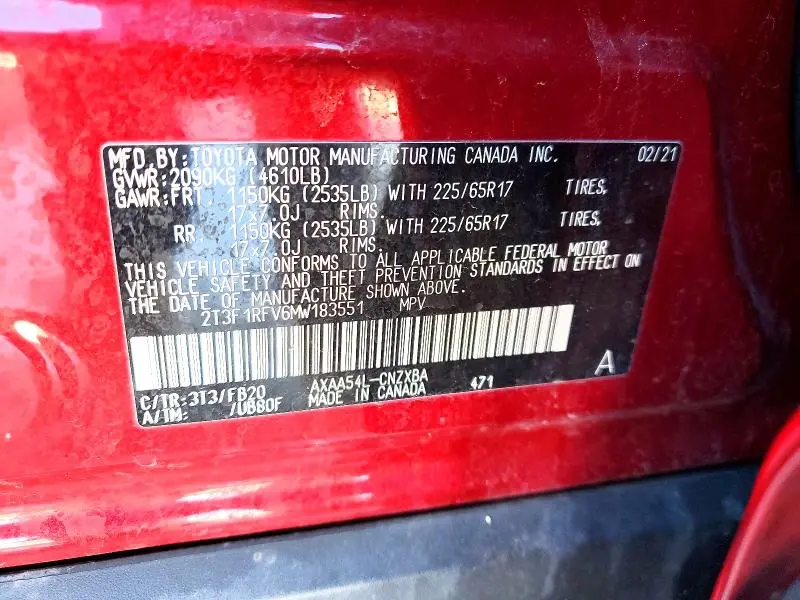 MFD.BY:TOYOTA MOTOR MANUFACTURING CANADA INC. 02/21
GVWR:2090KG (4610LB)
GAWR:FRT 1150KG (2535LB) WITH 225/65R17 TIRES,
17x7.0J RIMS.
RR 1150KG (2535LB) WITH 225/65R17 TIRES,
17x7.0J RIMS.
THIS VEHICLE CONFORMS TO ALL APPLICABLE FEDERAL MOTOR
VEHICLE SAFETY AND THEFT PREVENTION STANDARDS IN EFFECT ON
THE DATE OF MANUFACTURE SHOWN ABOVE.
2T3F1RFV6MW183551 MPV
C/TR:3T3/FB20 AXAA54L-CNZXBA 471 A
A/TM: /UB80F MADE IN CANADA